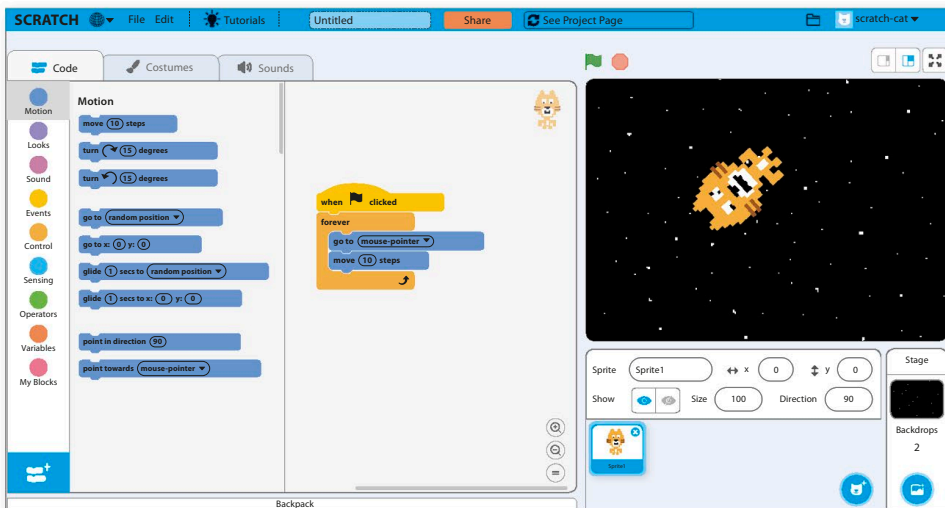 SCRATCH File Edit Tutorials Untitled Share See Project Page scratch-cat
Code Costumes Sounds
Motion
Looks
Sound
Events
Control
Sensing
Operators
Variables
My Blocks
Motion
move 10 steps
turn 15 degrees
turn 15 degrees
go to random position
go to x: 0 y: 0
glide 1 secs to random position
glide 1 secs to x: 0 y: 0
point in direction 90
point towards mouse-pointer
when clicked
forever
go to mouse-pointer
move 10 steps
Backpack
Sprite Sprite1 x 0 y 0
Show Size 100 Direction 90
Sprite1
Stage
Backdrops
2